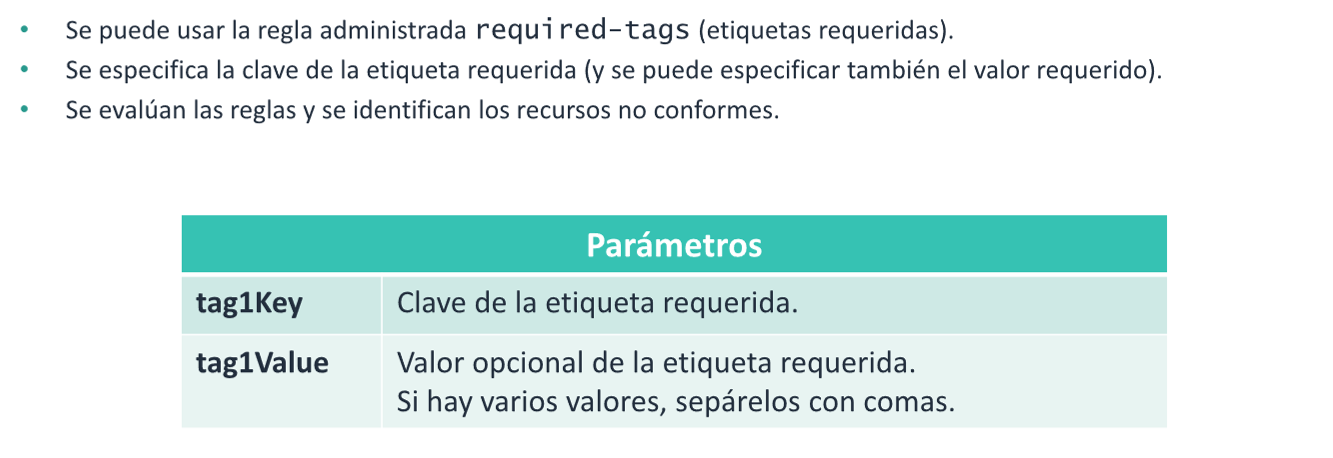 • Se puede usar la regla administrada required-tags (etiquetas requeridas).
• Se especifica la clave de la etiqueta requerida (y se puede especificar también el valor requerido).
• Se evalúan las reglas y se identifican los recursos no conformes.
Parámetros
tag1Key Clave de la etiqueta requerida.
tag1Value Valor opcional de la etiqueta requerida.
Si hay varios valores, sepárelos con comas.